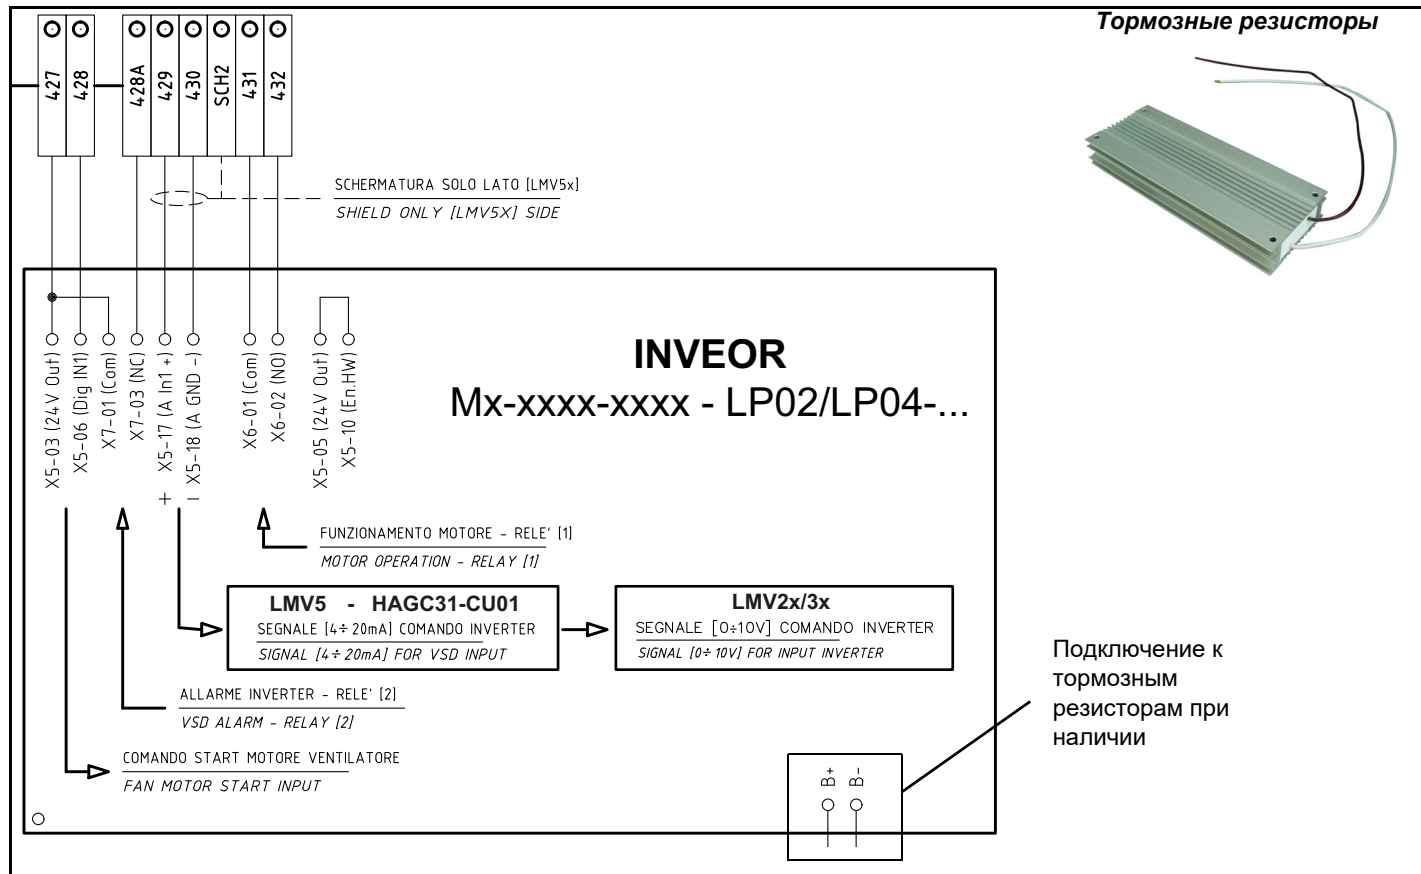 Тормозные резисторы
427
428
428A
429
430
SCH2
431
432
SCHERMATURA SOLO LATO [LMV5x]
SHIELD ONLY [LMV5X] SIDE
X5-03 (24V Out)
X5-06 (Dig IN1)
X7-01 (Com)
X7-03 (NC)
X5-17 (A In1 +)
X5-18 (A GND -)
X6-01 (Com)
X6-02 (NO)
X5-05 (24V Out)
X5-10 (En.HW)
+
-
INVEOR
Mx-xxxx-xxxx - LP02/LP04-...
FUNZIONAMENTO MOTORE - RELE' [1]
MOTOR OPERATION - RELAY [1]
LMV5 - HAGC31-CU01
SEGNALE [4÷20mA] COMANDO INVERTER
SIGNAL [4÷20mA] FOR VSD INPUT
LMV2x/3x
SEGNALE [0÷10V] COMANDO INVERTER
SIGNAL [0÷10V] FOR INPUT INVERTER
Подключение к
тормозным
резисторам при
наличии
ALLARME INVERTER - RELE' [2]
VSD ALARM - RELAY [2]
COMANDO START MOTORE VENTILATORE
FAN MOTOR START INPUT
B+
B-